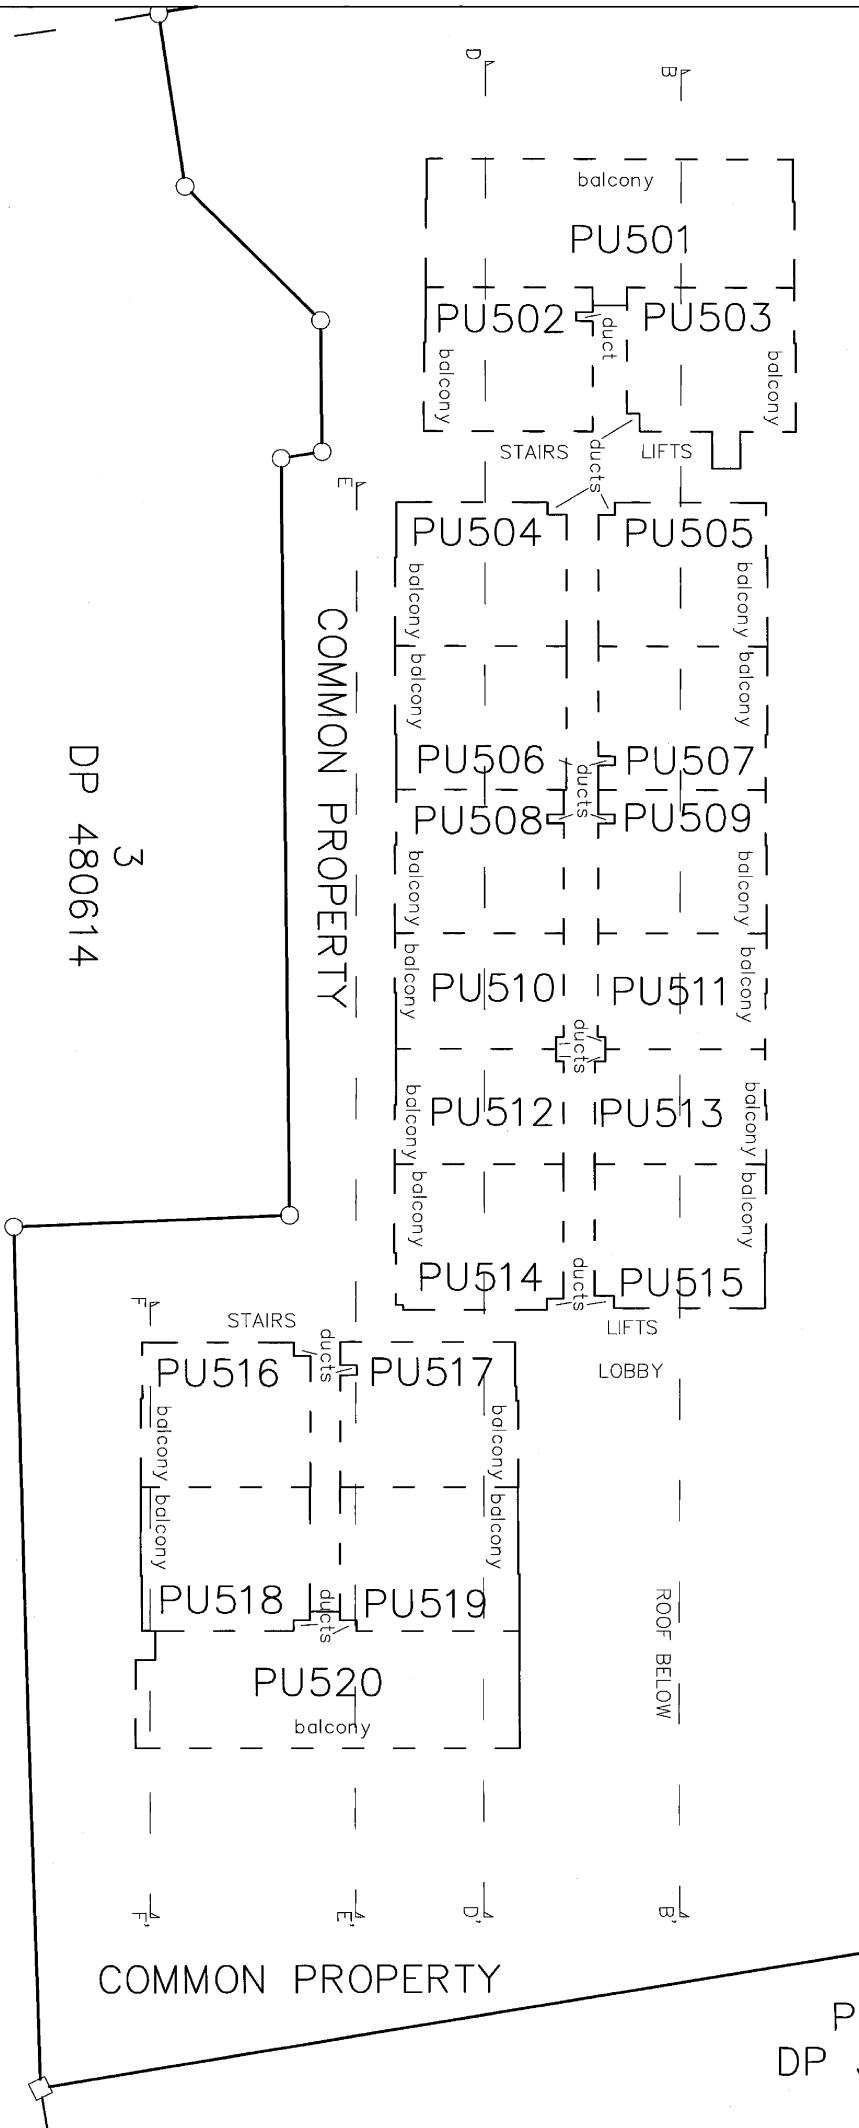 D
B
balcony
PU501
PU502
PU503
duct
balcony
balcony
STAIRS
ducts
LIFTS
E
PU504
PU505
balcony
balcony
COMMON PROPERTY
balcony
balcony
PU506
PU507
ducts
PU508
PU509
3
DP 480614
balcony
balcony
balcony
balcony
PU510
PU511
ducts
PU512
PU513
balcony
balcony
balcony
balcony
PU514
ducts
PU515
F
STAIRS
LIFTS
ducts
LOBBY
PU516
PU517
balcony
balcony
balcony
balcony
PU518
ducts
PU519
ROOF BELOW
PU520
balcony
F'
E'
D'
B'
COMMON PROPERTY
P
DP